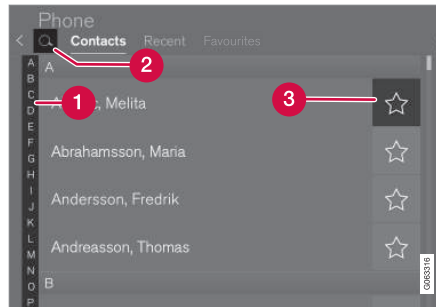 Phone
Contacts Recent Favourites
2
A
A
B
C
D
E
F
G
H
I
J
K
L
M
N
O
P
1
Melita
3
Abrahamsson, Maria
Andersson, Fredrik
Andreasson, Thomas
B
G063316